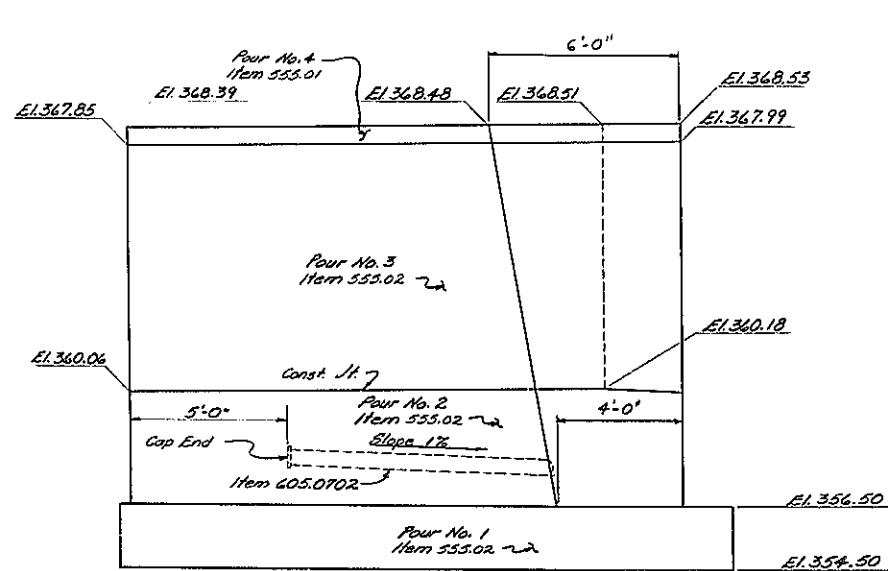 6'-0"
Pour No. 4
Item 555.01
El. 368.39
El. 368.48
El. 368.51
El. 368.53
El. 367.85
El. 367.99
Pour No. 3
Item 555.02
El. 360.18
El. 360.06
Const. Jt.
Pour No. 2
Item 555.02
5'-0"
4'-0"
Cap End
Slope 1%
Item 605.0702
El. 356.50
Pour No. 1
Item 555.02
El. 354.50